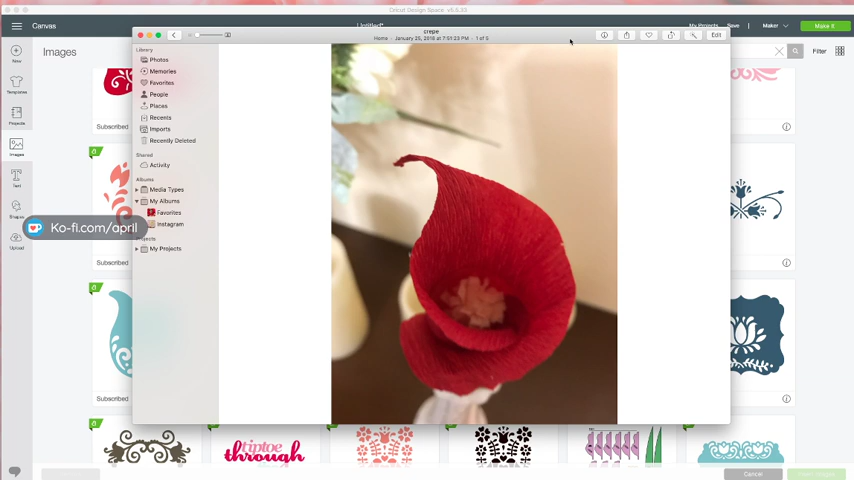 Cricut Design Space v5.5.33
Canvas
Untitled*
My Projects
Save
Maker
Make It
Images
Filter
New
Templates
Projects
Images
Text
Shapes
Upload
crepe
Home - January 25, 2018 at 7:51:23 PM - 1 of 5
Edit
Library
Photos
Memories
Favorites
People
Places
Recents
Imports
Recently Deleted
Shared
Activity
Albums
Media Types
My Albums
Favorites
Instagram
Projects
My Projects
Subscribed
Subscribed
Subscribed
Subscribed
Ko-fi.com/april
tiptoe
through
Cancel